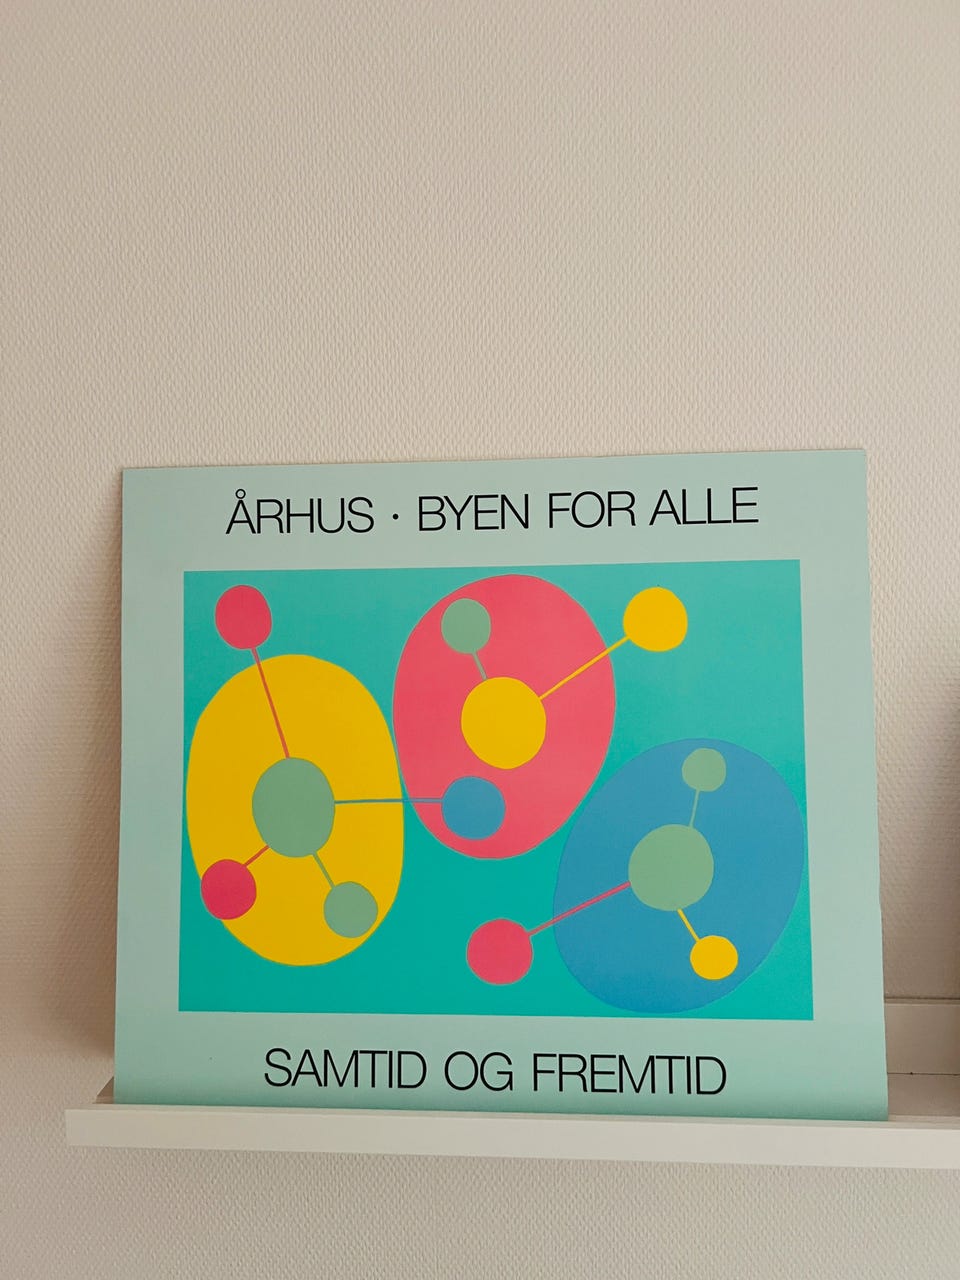 ÅRHUS · BYEN FOR ALLE
SAMTID OG FREMTID